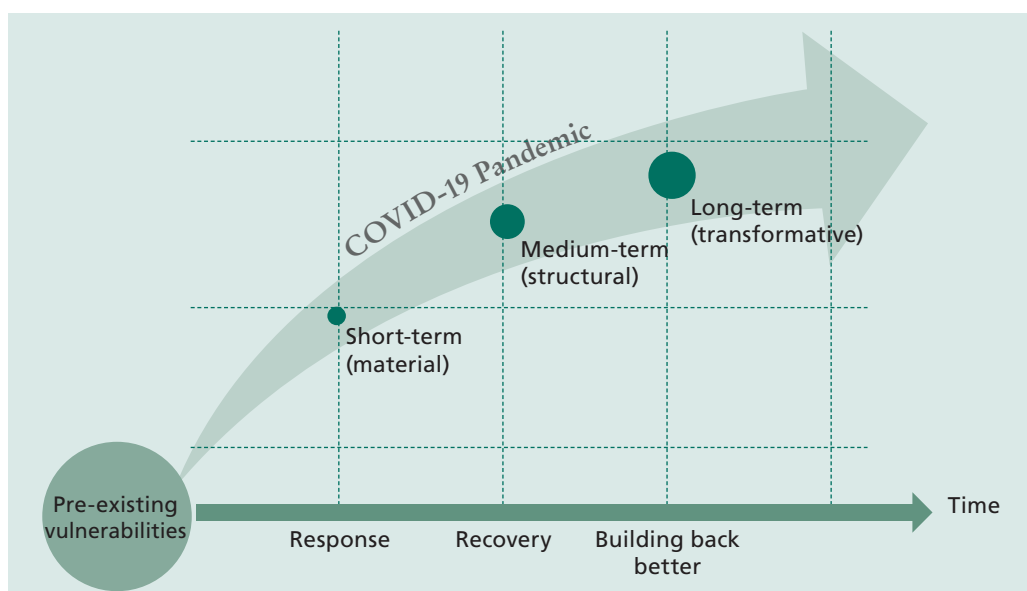 COVID-19 Pandemic
Long-term
(transformative)
Medium-term
(structural)
Short-term
(material)
Pre-existing
vulnerabilities
Time
Response
Recovery
Building back
better